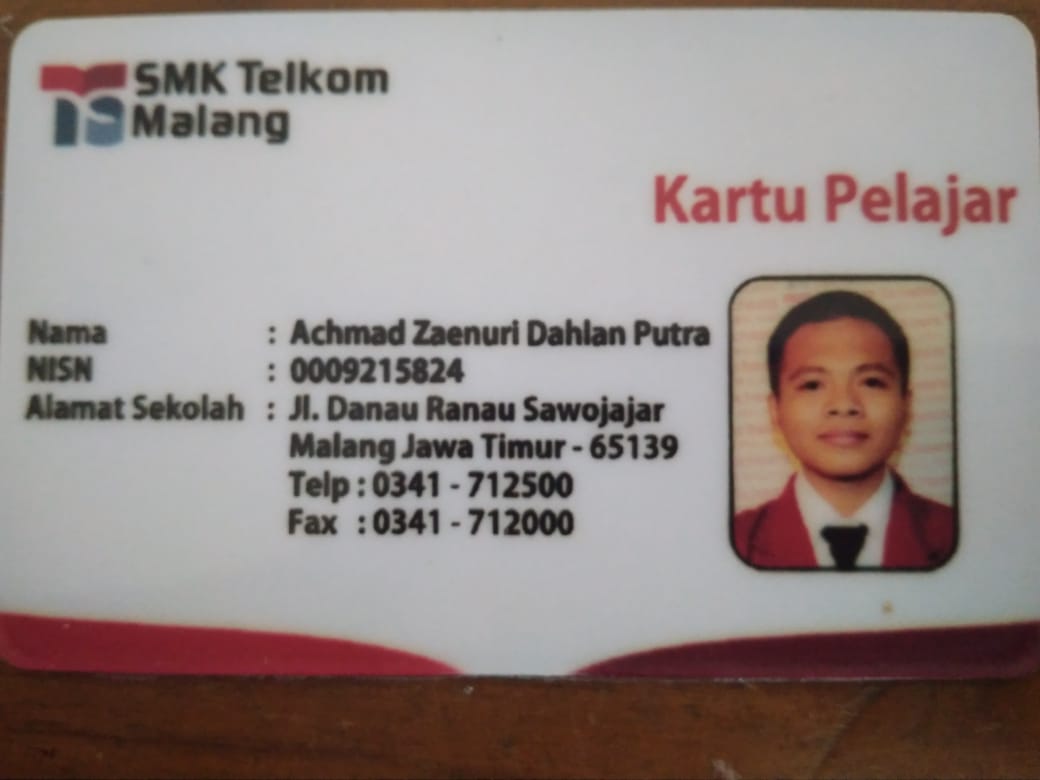 SMK Telkom
Malang
Kartu Pelajar
Nama : Achmad Zaenuri Dahlan Putra
NISN : 0009215824
Alamat Sekolah : Jl. Danau Ranau Sawojajar
Malang Jawa Timur - 65139
Telp : 0341 - 712500
Fax : 0341 - 712000